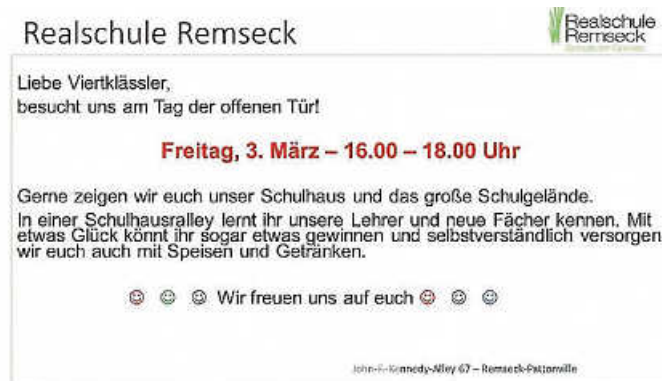 Realschule Remseck
Realschule
Remseck
Liebe Viertklässler,
besucht uns am Tag der offenen Tür!
Freitag, 3. März – 16.00 – 18.00 Uhr
Gerne zeigen wir euch unser Schulhaus und das große Schulgelände.
In einer Schulhausralley lernt ihr unsere Lehrer und neue Fächer kennen. Mit
etwas Glück könnt ihr sogar etwas gewinnen und selbstverständlich versorgen
wir euch auch mit Speisen und Getränken.
☺ ☺ ☺ Wir freuen uns auf euch ☺ ☺ ☺
John-F.-Kennedy-Alley 67 – Remseck-Pattonville